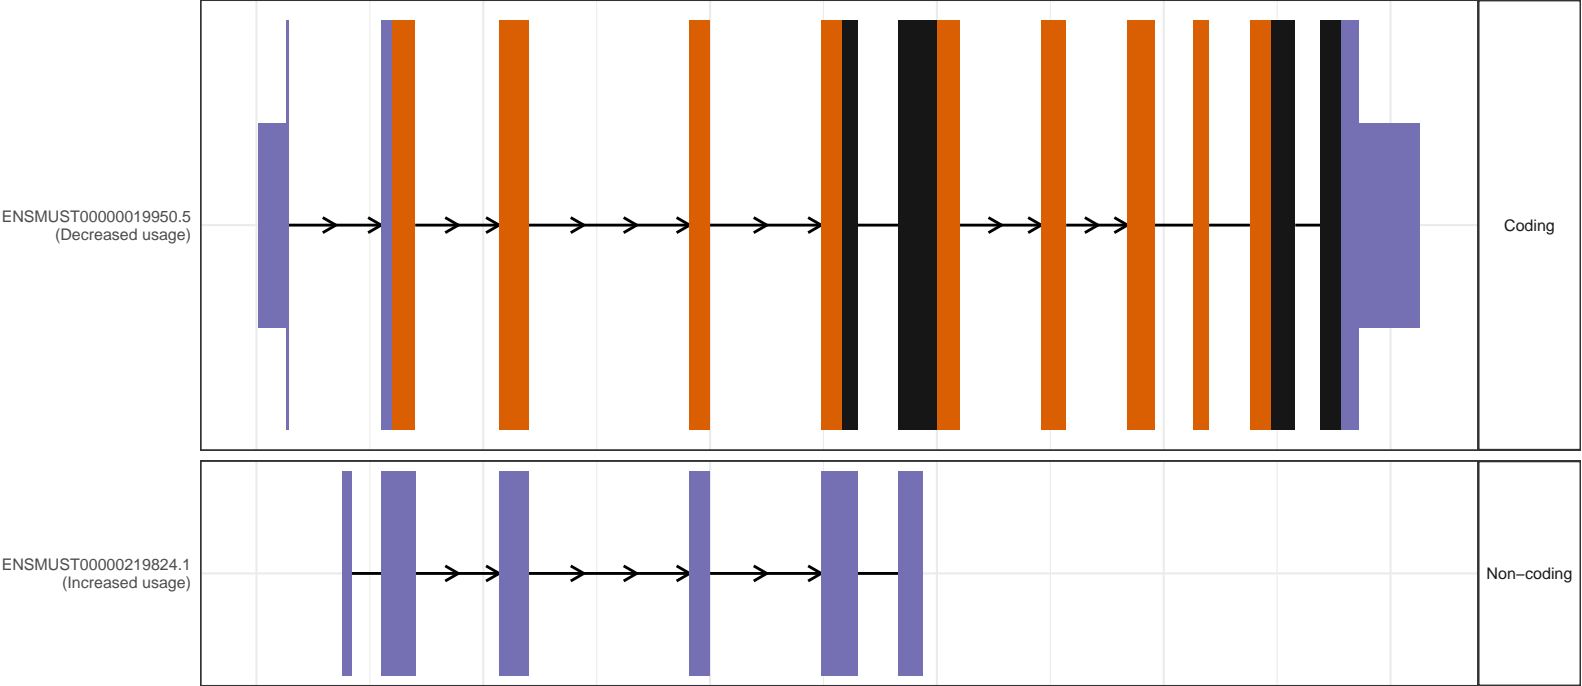 ENSMUST00000019950.5
(Decreased usage)
Coding
ENSMUST00000219824.1
(Increased usage)
Non−coding